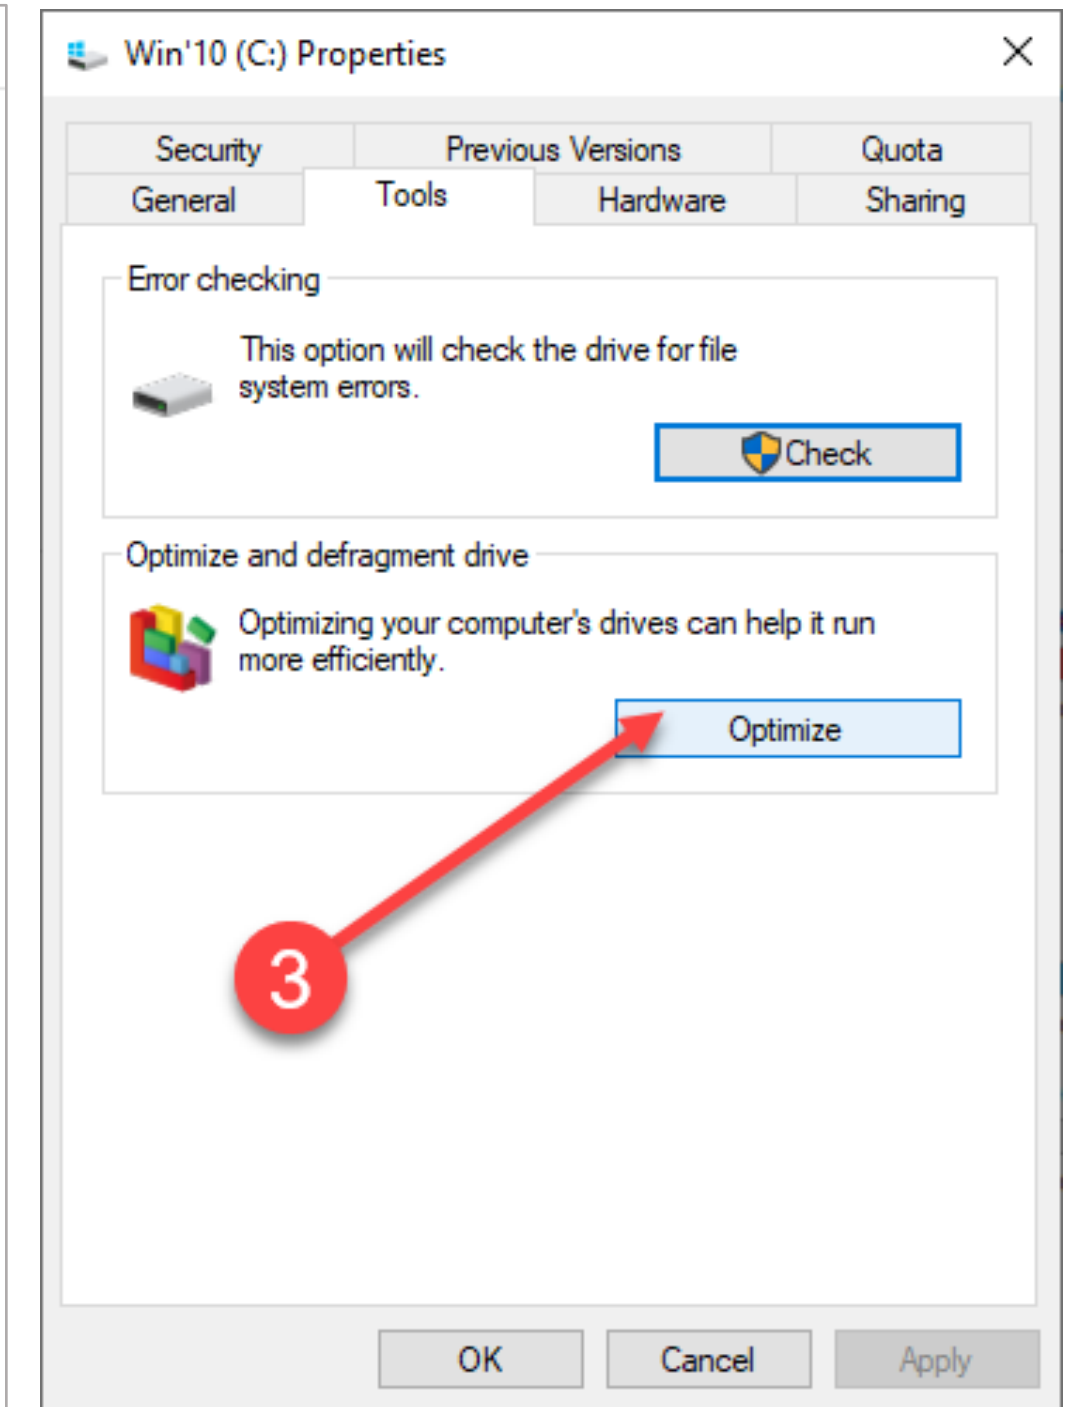 Win'10 (C:) Properties
Security Previous Versions Quota
General Tools Hardware Sharing
Error checking
This option will check the drive for file
system errors.
Check
Optimize and defragment drive
Optimizing your computer's drives can help it run
more efficiently.
Optimize
3
OK Cancel Apply